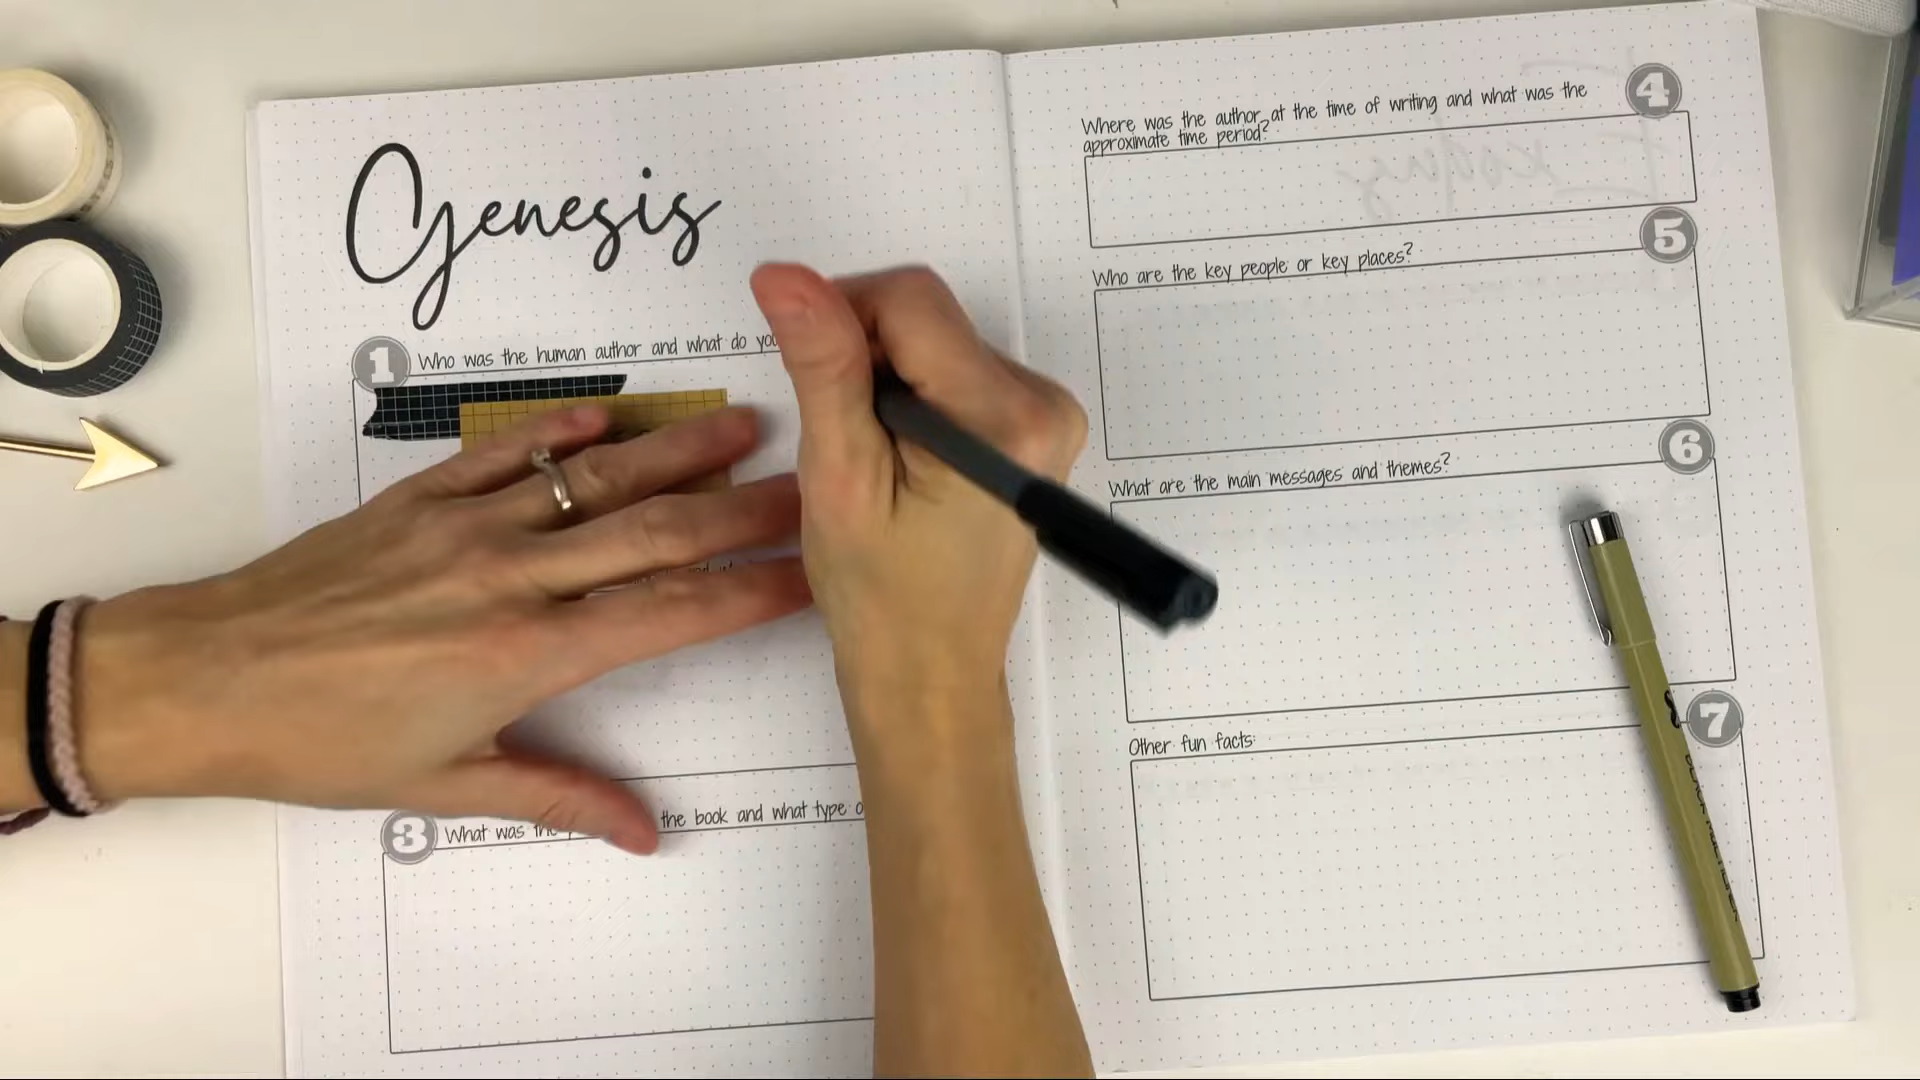 Genesis
1 Who was the human author and what do you
the book and what type
3 What was the
4
Where was the author at the time of writing and what was the
approximate time period?
5
Who are the key people or key places?
6
What are the main messages and themes?
7
Other fun facts:
Exodus